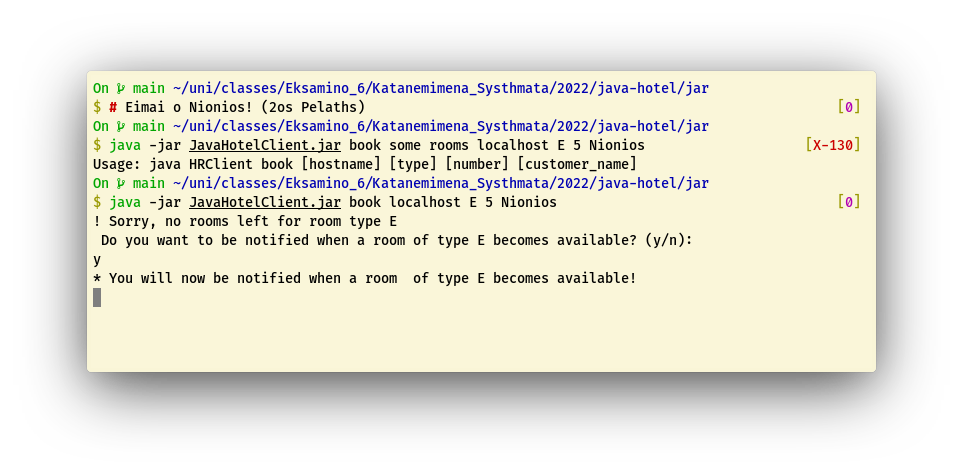 On  main ~/uni/classes/Eksamino_6/Katanemimena_Systhmata/2022/java-hotel/jar
$ # Eimai o Nionios! (2os Pelaths) [0]
On  main ~/uni/classes/Eksamino_6/Katanemimena_Systhmata/2022/java-hotel/jar
$ java -jar JavaHotelClient.jar book some rooms localhost E 5 Nionios [X-130]
Usage: java HRClient book [hostname] [type] [number] [customer_name]
On  main ~/uni/classes/Eksamino_6/Katanemimena_Systhmata/2022/java-hotel/jar
$ java -jar JavaHotelClient.jar book localhost E 5 Nionios [0]
! Sorry, no rooms left for room type E
 Do you want to be notified when a room of type E becomes available? (y/n):
y
* You will now be notified when a room  of type E becomes available!